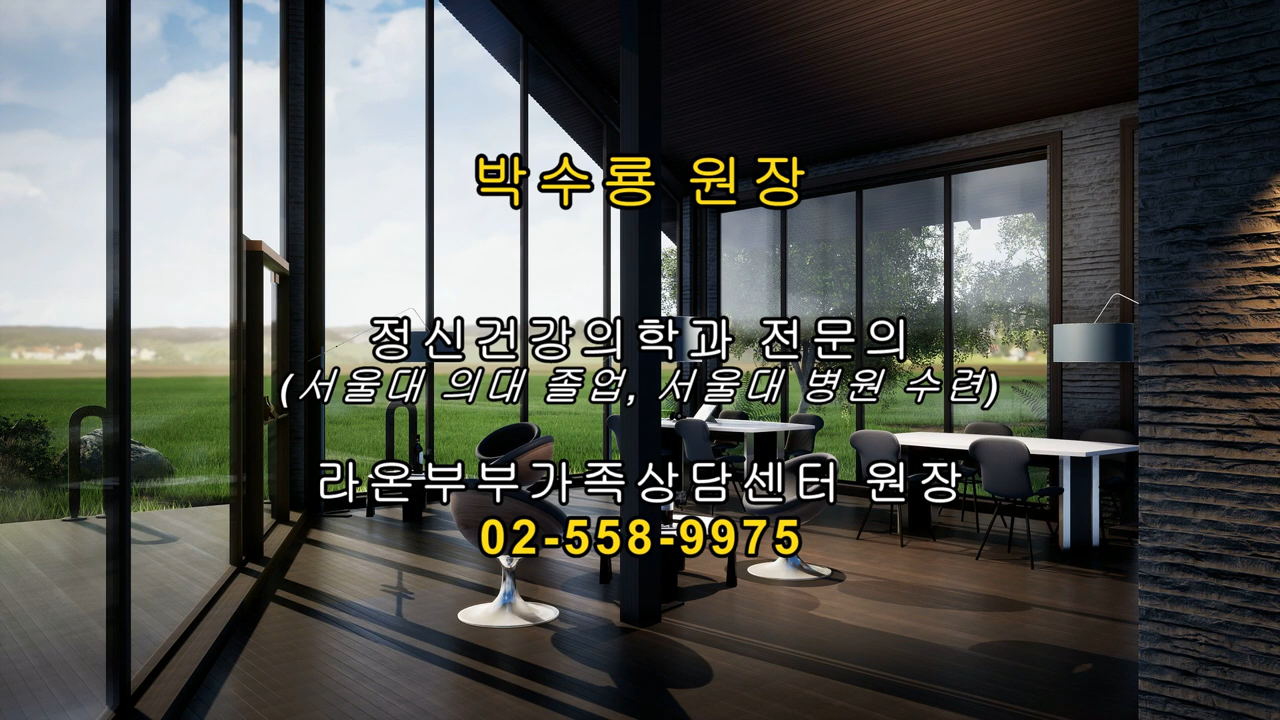 박수룡 원장
정신건강의학과 전문의
(서울대 의대 졸업, 서울대 병원 수련)
라온부부가족상담센터 원장
02-558-9975